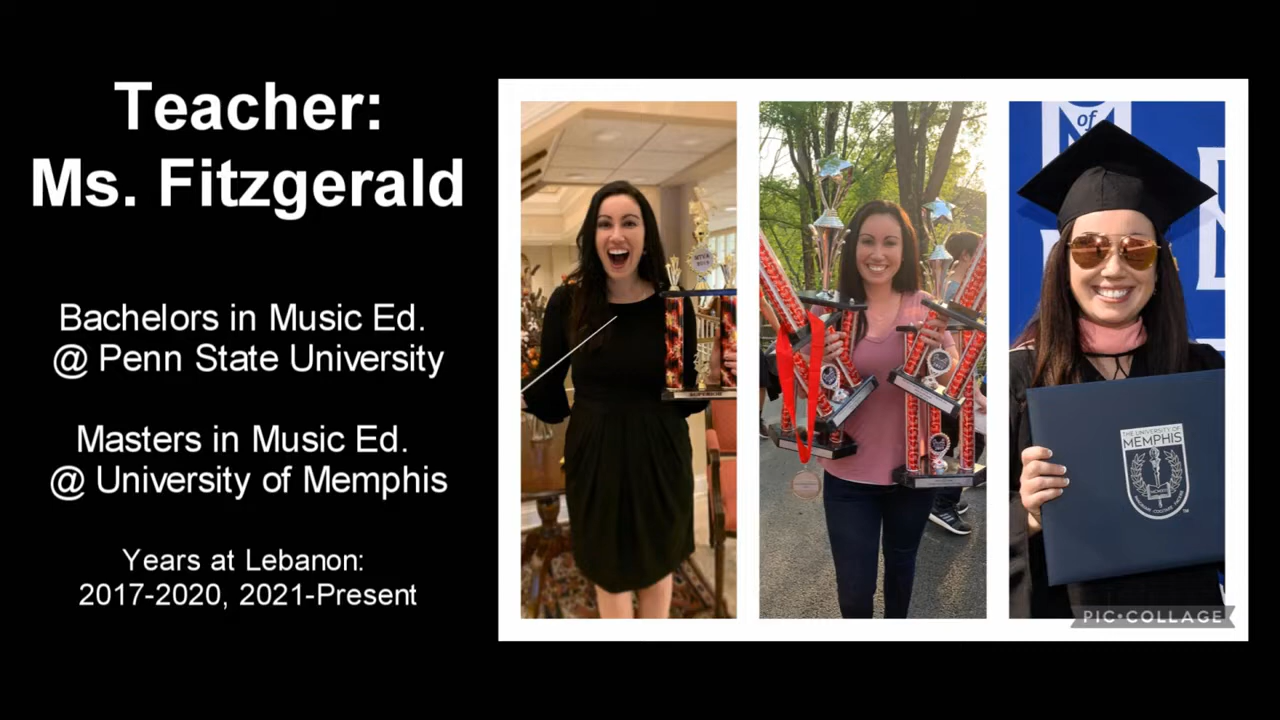 Teacher:
Ms. Fitzgerald
Bachelors in Music Ed.
@ Penn State University
Masters in Music Ed.
@ University of Memphis
Years at Lebanon:
2017-2020, 2021-Present
of
M
THE UNIVERSITY OF
MEMPHIS
PIC•COLLAGE